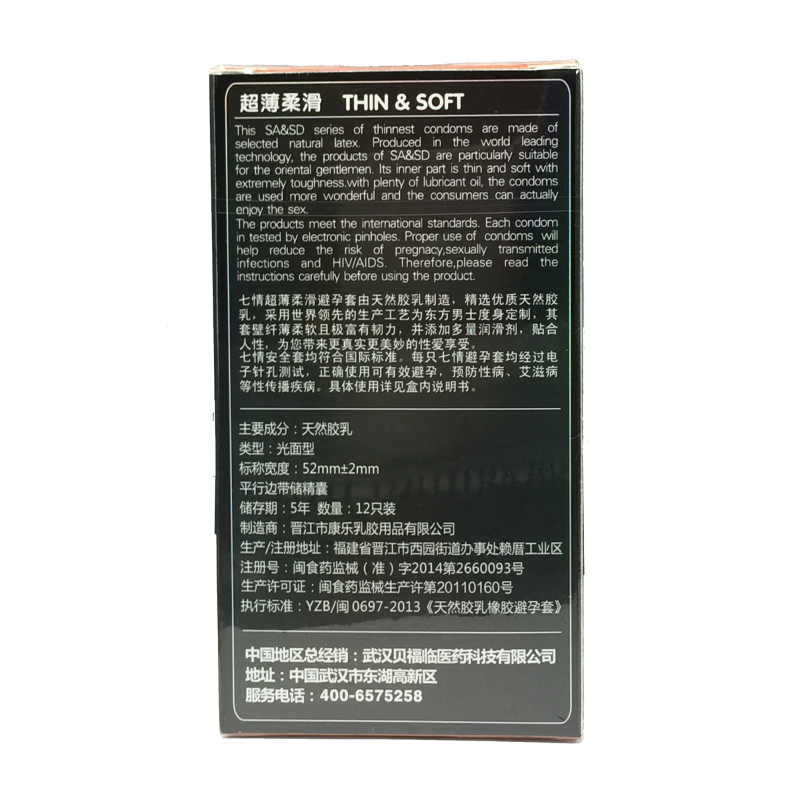 超薄柔滑 THIN & SOFT
This SA&SD series of thinnest condoms are made of
selected natural latex. Produced in the world leading
technology, the products of SA&SD are particularly suitable
for the oriental gentlemen. Its inner part is thin and soft with
extremely toughness.with plenty of lubricant oil, the condoms
are used more wonderful and the consumers can actually
enjoy the sex.
The products meet the international standards. Each condom
in tested by electronic pinholes. Proper use of condoms will
help reduce the risk of pregnacy,sexually transmitted
infections and HIV/AIDS. Therefore,please read the
instructions carefully before using the product.
七情超薄柔滑避孕套由天然胶乳制造，精选优质天然胶
乳，采用世界领先的生产工艺为东方男士度身定制，其
套壁纤薄柔软且极富有韧力，并添加多量润滑剂，贴合
人性，为您带来更真实更美妙的性爱享受。
七情安全套均符合国际标准。每只七情避孕套均经过电
子针孔测试，正确使用可有效避孕，预防性病、艾滋病
等性传播疾病。具体使用详见盒内说明书。
主要成分：天然胶乳
类型：光面型
标称宽度：52mm±2mm
平行边带储精囊
储存期：5年 数量：12只装
制造商：晋江市康乐乳胶用品有限公司
生产/注册地址：福建省晋江市西园街道办事处赖厝工业区
注册号：闽食药监械（准）字2014第2660093号
生产许可证：闽食药监械生产许第20110160号
执行标准：YZB/闽 0697-2013《天然胶乳橡胶避孕套》
中国地区总经销：武汉贝福临医药科技有限公司
地址：中国武汉市东湖高新区
服务电话：400-6575258